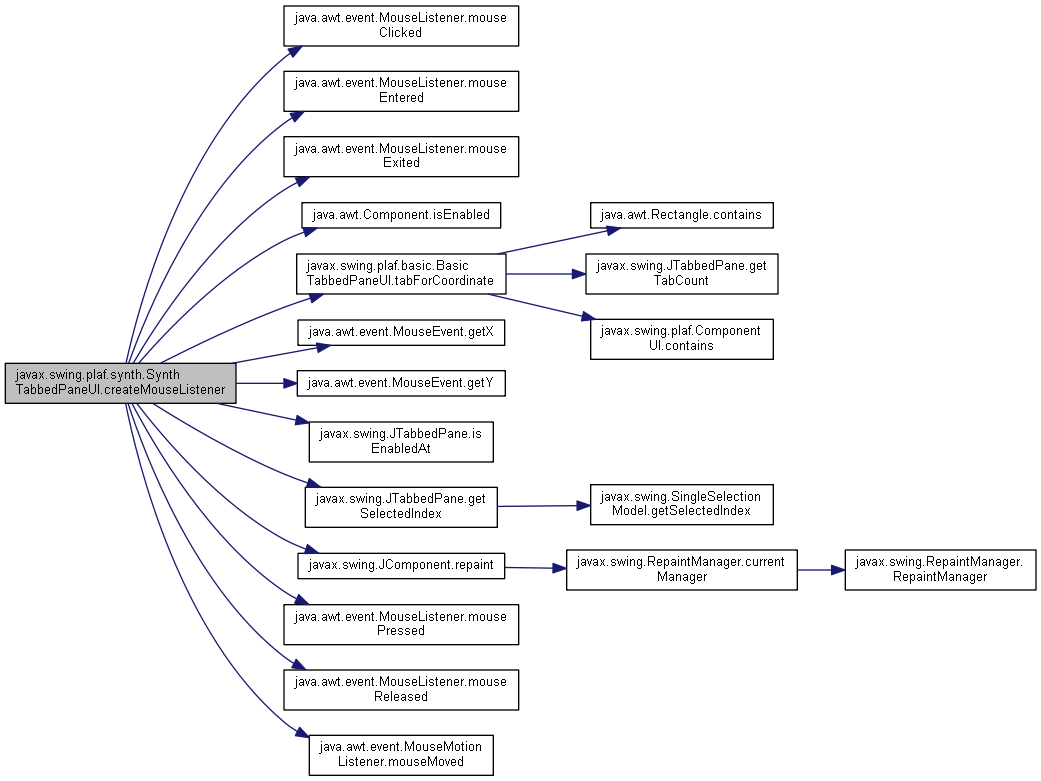 java.awt.event.MouseListener.mouse
Clicked
java.awt.event.MouseListener.mouse
Entered
java.awt.event.MouseListener.mouse
Exited
java.awt.Component.isEnabled
java.awt.Rectangle.contains
javax.swing.plaf.basic.Basic
TabbedPaneUI.tabForCoordinate
javax.swing.JTabbedPane.get
TabCount
java.awt.event.MouseEvent.getX
javax.swing.plaf.Component
UI.contains
javax.swing.plaf.synth.Synth
TabbedPaneUI.createMouseListener
java.awt.event.MouseEvent.getY
javax.swing.JTabbedPane.is
EnabledAt
javax.swing.JTabbedPane.get
SelectedIndex
javax.swing.SingleSelection
Model.getSelectedIndex
javax.swing.JComponent.repaint
javax.swing.RepaintManager.current
Manager
javax.swing.RepaintManager.
RepaintManager
java.awt.event.MouseListener.mouse
Pressed
java.awt.event.MouseListener.mouse
Released
java.awt.event.MouseMotion
Listener.mouseMoved